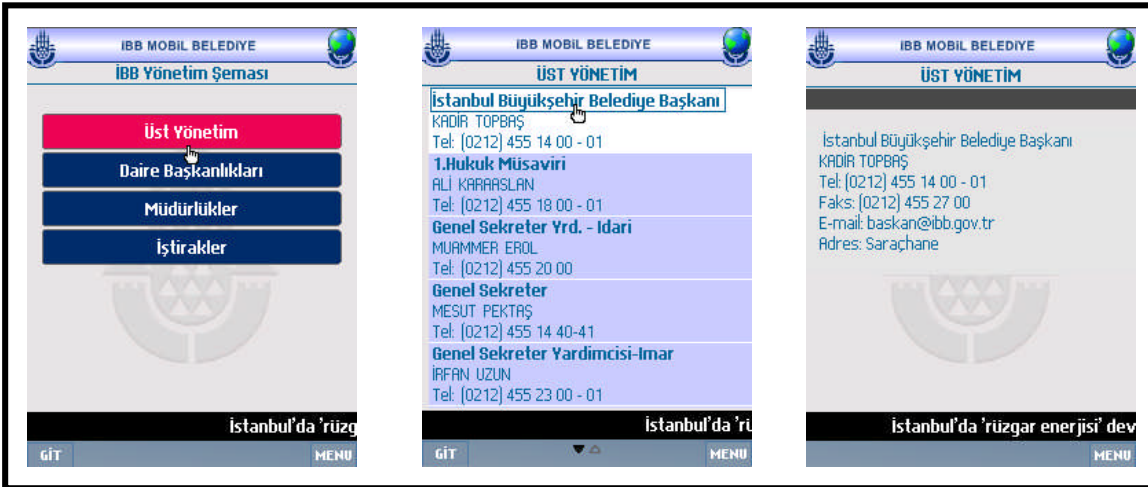 İBB MOBİL BELEDİYE
İBB Yönetim Şeması
Üst Yönetim
Daire Başkanlıkları
Müdürlükler
İştirakler
İstanbul'da 'rüzg
GİT
MENU
İBB MOBİL BELEDİYE
ÜST YÖNETİM
İstanbul Büyükşehir Belediye Başkanı
KADİR TOPBAŞ
Tel: (0212) 455 14 00 - 01
1.Hukuk Müsaviri
ALİ KARAASLAN
Tel: (0212) 455 18 00 - 01
Genel Sekreter Yrd. - Idari
MUAMMER EROL
Tel: (0212) 455 20 00
Genel Sekreter
MESUT PEKTAŞ
Tel: (0212) 455 14 40-41
Genel Sekreter Yardimcisi-Imar
İRFAN UZUN
Tel: (0212) 455 23 00 - 01
İstanbul'da 'rü
GİT
MENU
İBB MOBİL BELEDİYE
ÜST YÖNETİM
İstanbul Büyükşehir Belediye Başkanı
KADİR TOPBAŞ
Tel: (0212) 455 14 00 - 01
Faks: (0212) 455 27 00
E-mail: baskan@ibb.gov.tr
Adres: Saraçhane
İstanbul'da 'rüzgar enerjisi' dev
MENU